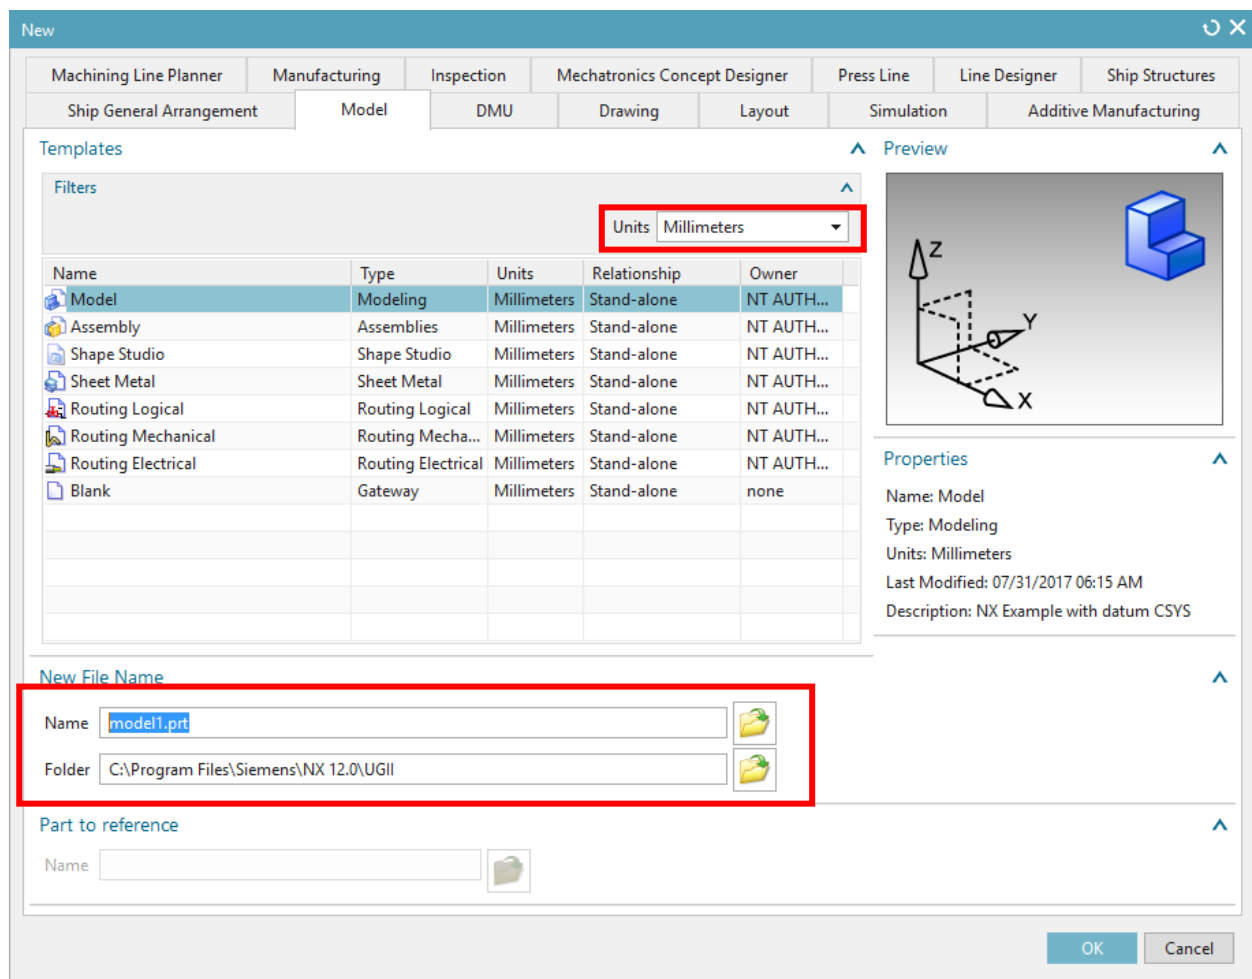 New
Machining Line Planner Manufacturing Inspection Mechatronics Concept Designer Press Line Line Designer Ship Structures
Ship General Arrangement Model DMU Drawing Layout Simulation Additive Manufacturing
Templates
Filters
Units Millimeters
Name Type Units Relationship Owner
Model Modeling Millimeters Stand-alone NT AUTH...
Assembly Assemblies Millimeters Stand-alone NT AUTH...
Shape Studio Shape Studio Millimeters Stand-alone NT AUTH...
Sheet Metal Sheet Metal Millimeters Stand-alone NT AUTH...
Routing Logical Routing Logical Millimeters Stand-alone NT AUTH...
Routing Mechanical Routing Mecha... Millimeters Stand-alone NT AUTH...
Routing Electrical Routing Electrical Millimeters Stand-alone NT AUTH...
Blank Gateway Millimeters Stand-alone none
Preview
Z
Y
X
Properties
Name: Model
Type: Modeling
Units: Millimeters
Last Modified: 07/31/2017 06:15 AM
Description: NX Example with datum CSYS
New File Name
Name model1.prt
Folder C:\Program Files\Siemens\NX 12.0\UGII
Part to reference
Name
OK Cancel